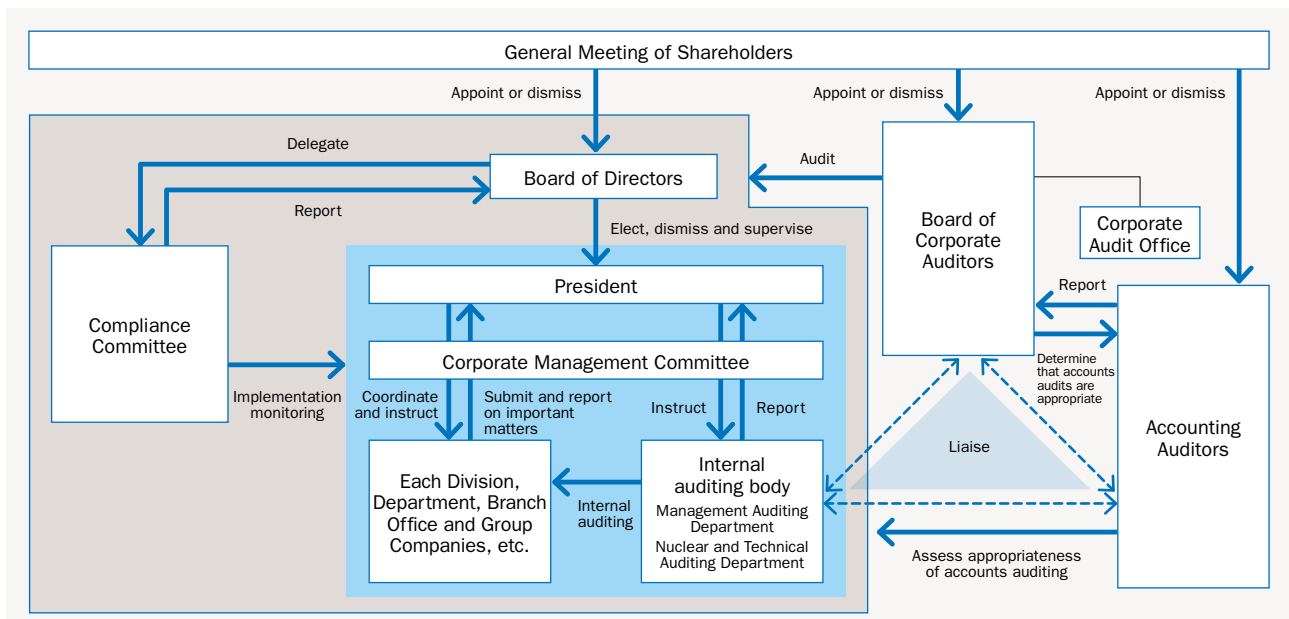 General Meeting of Shareholders
Appoint or dismiss
Appoint or dismiss
Appoint or dismiss
Delegate
Board of Directors
Report
Elect, dismiss and supervise
Audit
Board of
Corporate
Auditors
Corporate
Audit Office
President
Compliance
Committee
Implementation
monitoring
Corporate Management Committee
Coordinate
and instruct
Submit and report
on important
matters
Instruct
Report
Each Division,
Department, Branch
Office and Group
Companies, etc.
Internal
auditing
Internal
auditing body
Management Auditing
Department
Nuclear and Technical
Auditing Department
Report
Determine
that accounts
audits are
appropriate
Liaise
Accounting
Auditors
Assess appropriateness
of accounts auditing